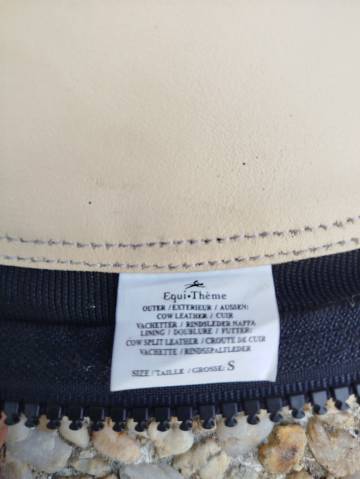 Equi·Thème
OUTER / EXTERIEUR / AUSSEN:
COW LEATHER / CUIR
VACHETTE / RINDSLEDER NAPPA
LINING / DOUBLURE / FUTTER:
COW SPLIT LEATHER / CROUTE DE CUIR
VACHETTE / RINDSSPALTLEDER
SIZE / TAILLE / GROSSE: S